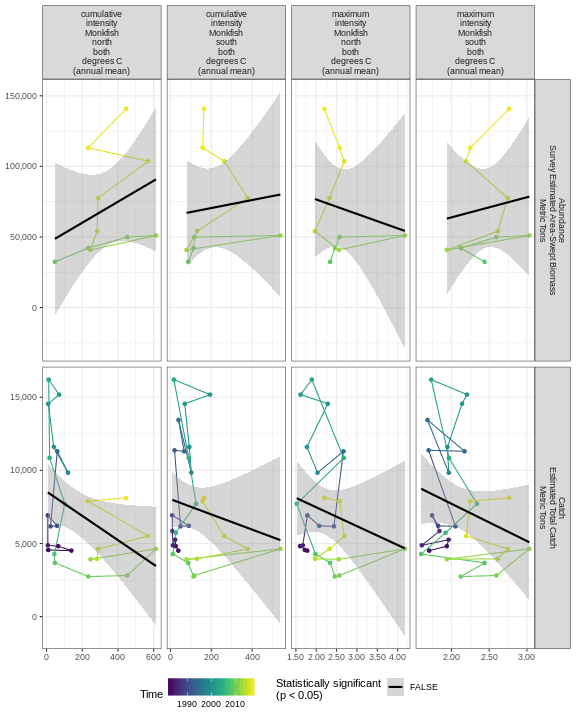 cumulative
intensity
Monkfish
north
both
degrees C
(annual mean)
cumulative
intensity
Monkfish
south
both
degrees C
(annual mean)
maximum
intensity
Monkfish
north
both
degrees C
(annual mean)
maximum
intensity
Monkfish
south
both
degrees C
(annual mean)
150,000
100,000
50,000
0
Abundance
Survey Estimated Area-Swept Biomass
Metric Tons
15,000
10,000
5,000
0
Catch
Estimated Total Catch
Metric Tons
0 200 400 600
0 200 400
1.50 2.00 2.50 3.00 3.50 4.00
2.00 2.50 3.00
Time
1990 2000 2010
Statistically significant
(p < 0.05)
FALSE